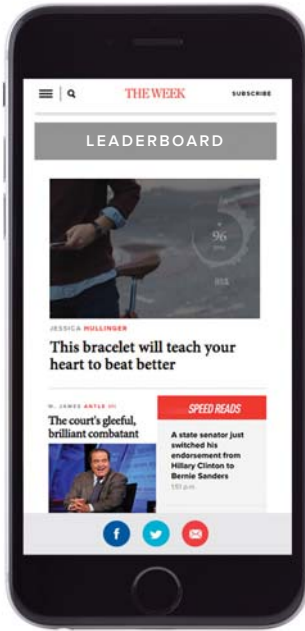 THE WEEK
SUBSCRIBE
LEADERBOARD
96
JESSICA HULLINGER
This bracelet will teach your
heart to beat better
W. JAMES ANTLE III
The court's gleeful,
brilliant combatant
SPEED READS
A state senator just
switched his
endorsement from
Hillary Clinton to
Bernie Sanders
1:51 p.m.